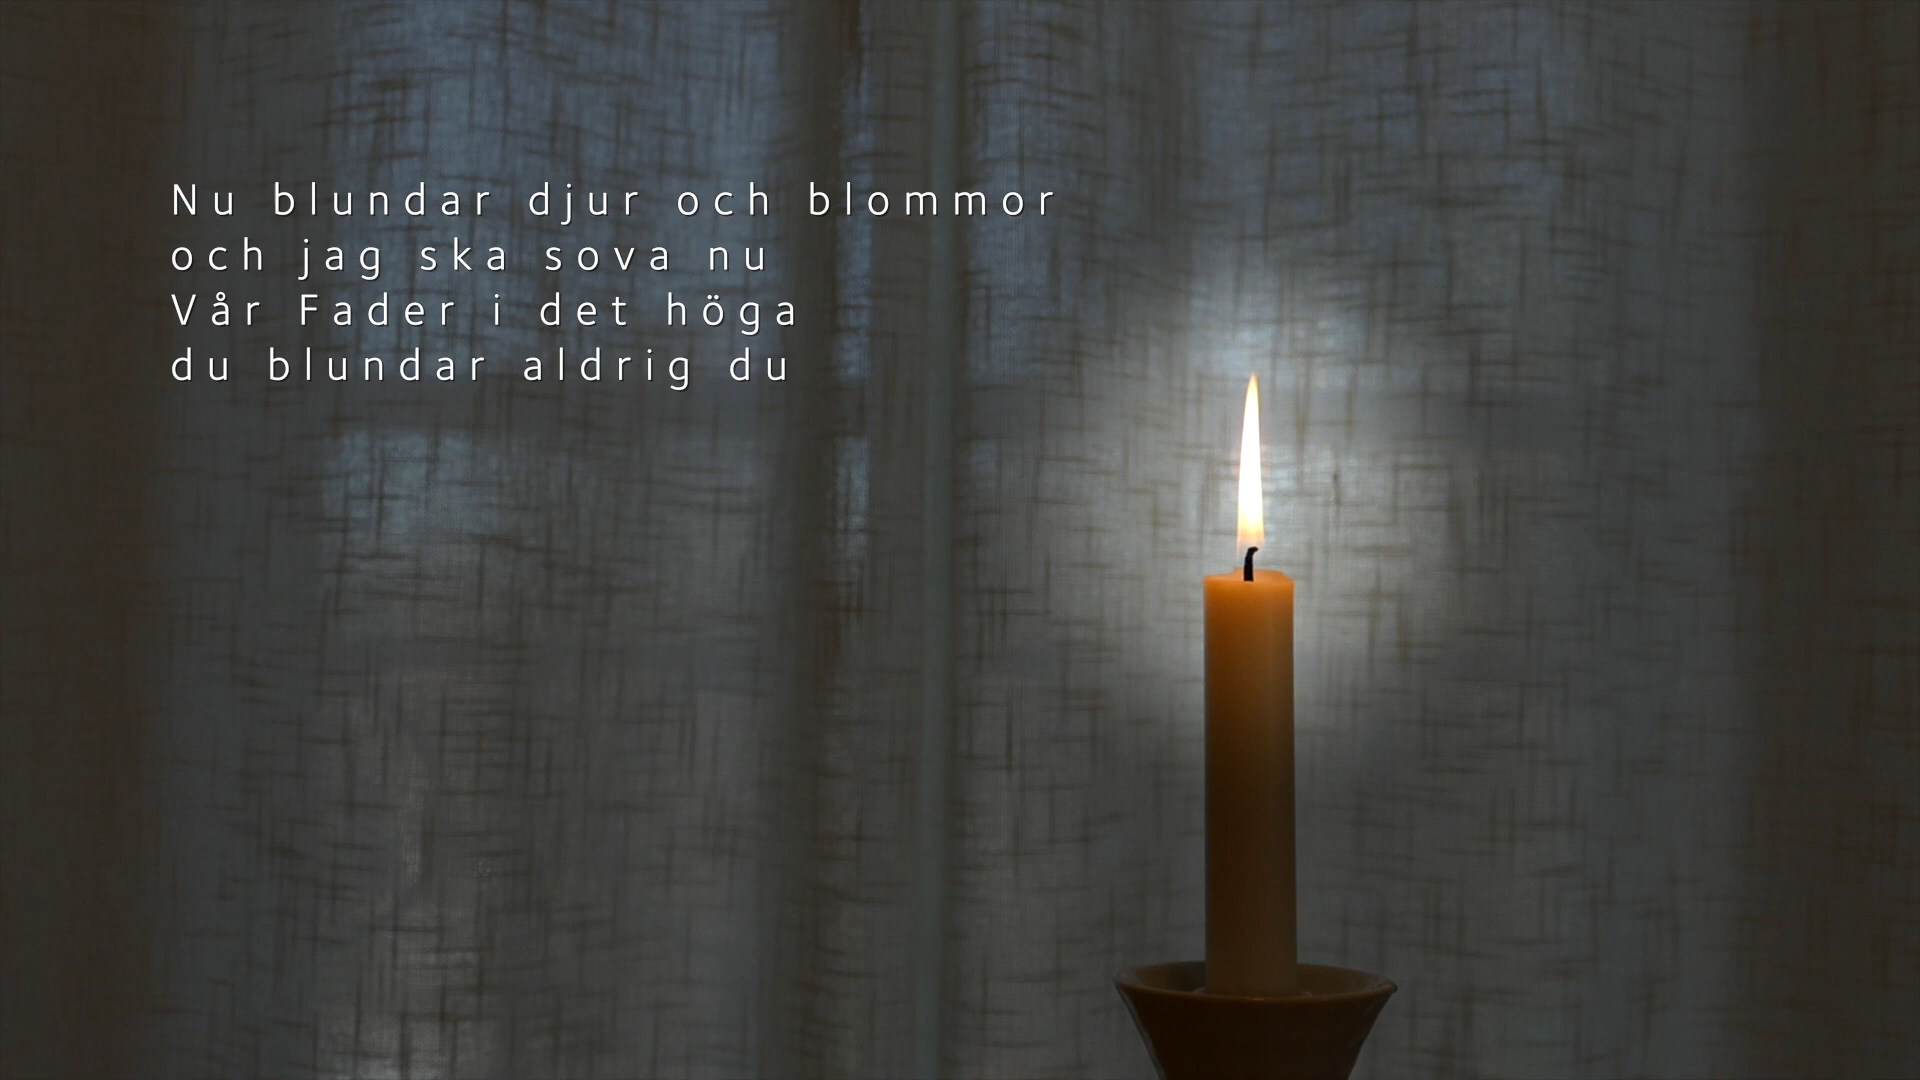 Nu blundar djur och blommor
och jag ska sova nu
Vår Fader i det höga
du blundar aldrig du